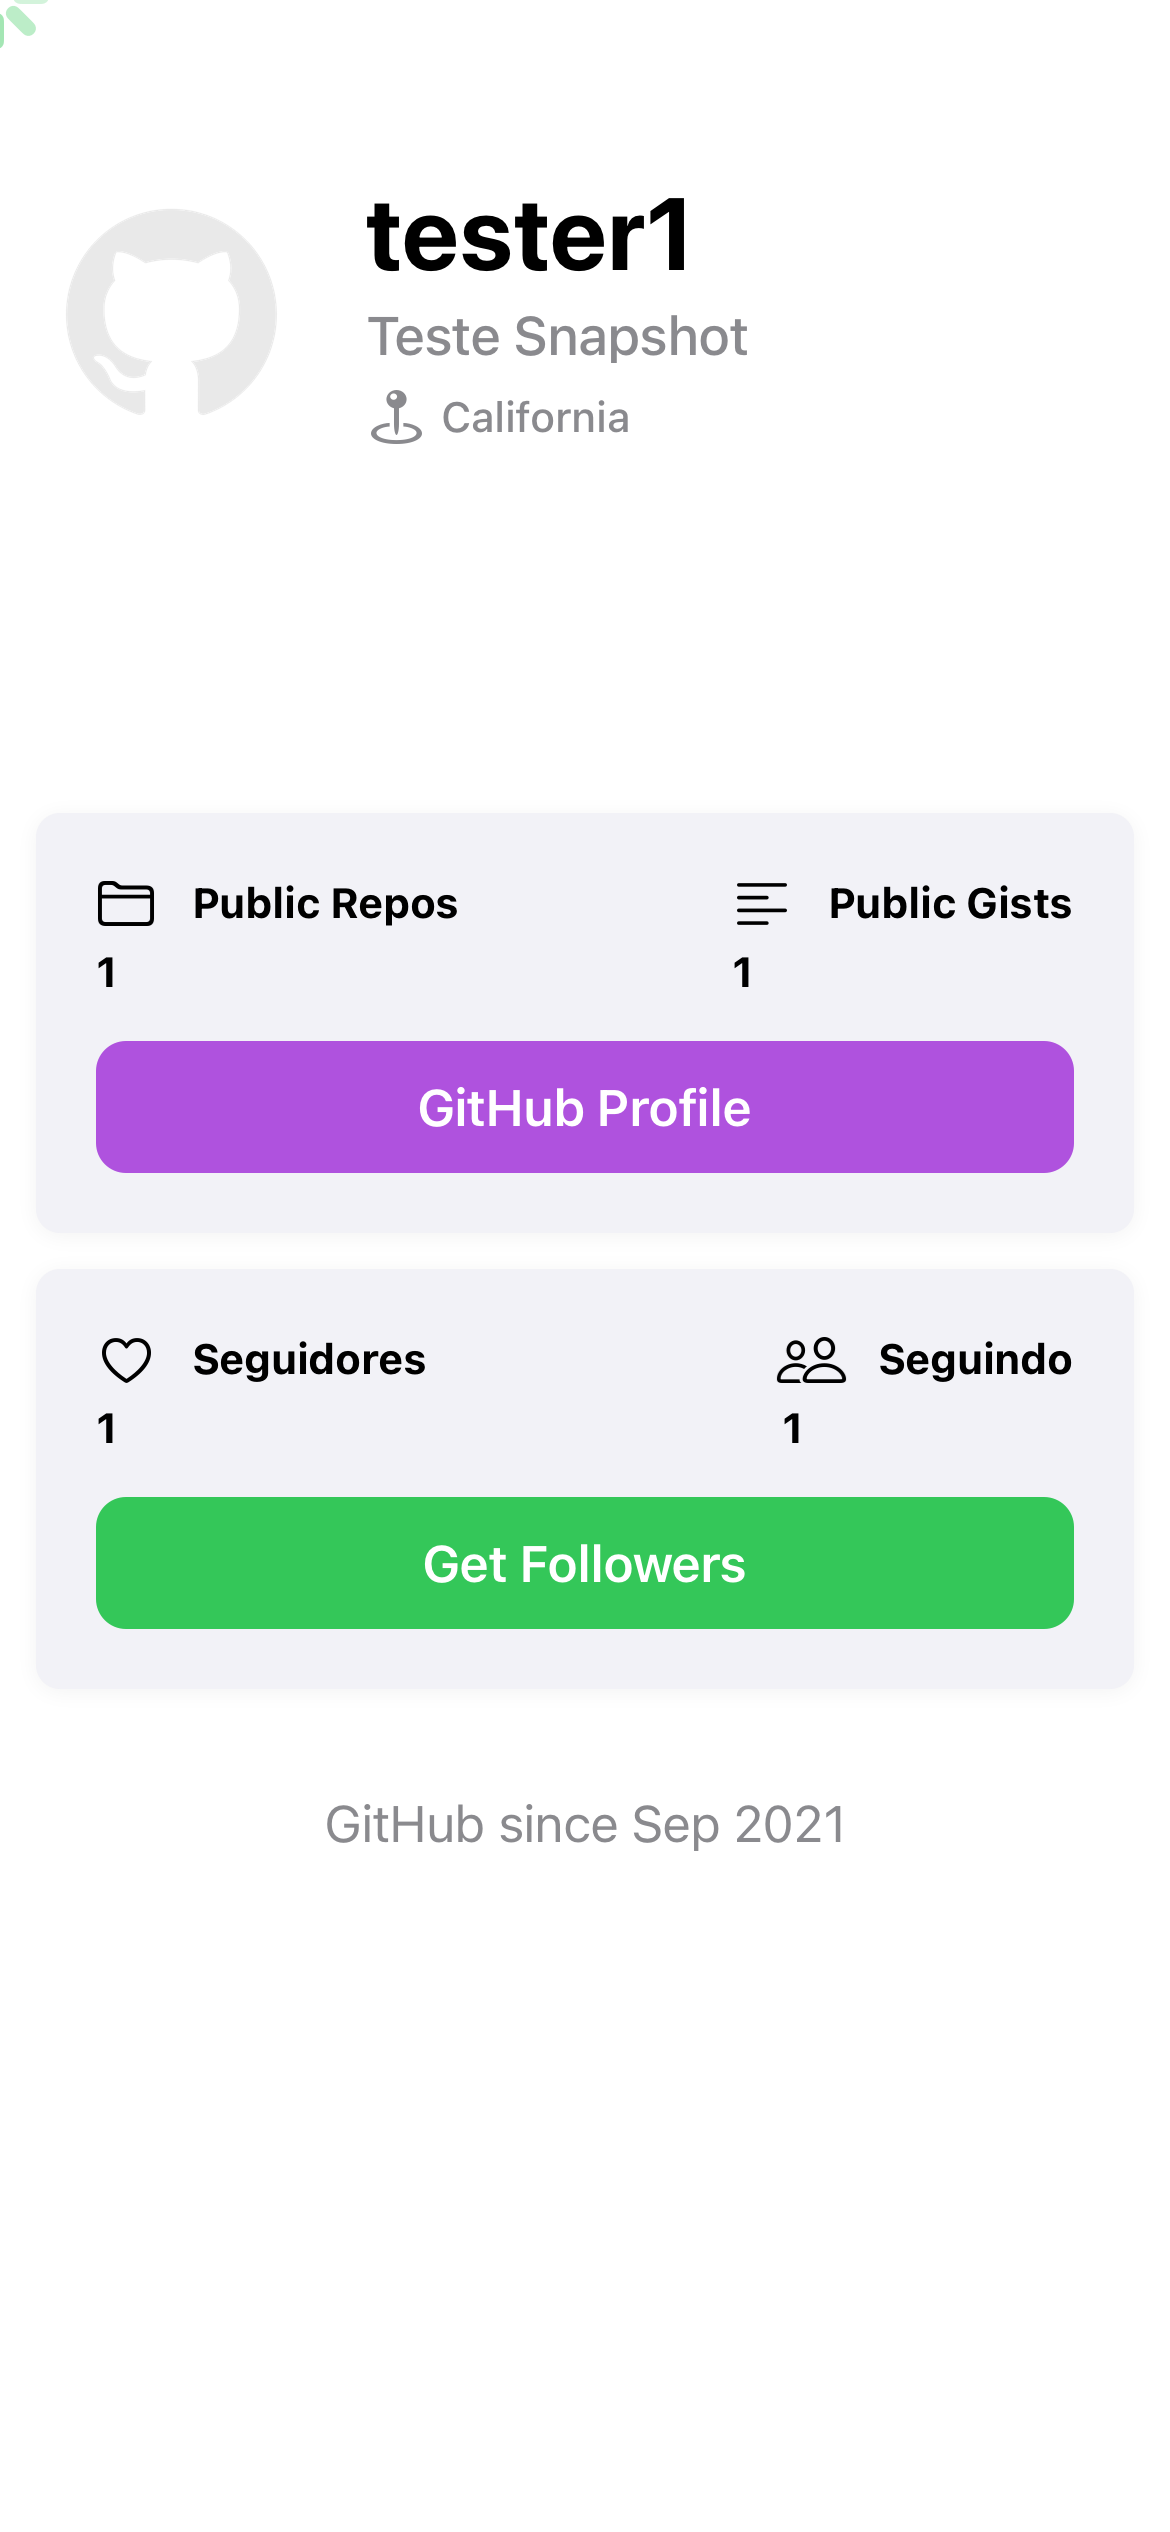 tester1
Teste Snapshot
California
Public Repos
1
Public Gists
1
GitHub Profile
Seguidores
1
Seguindo
1
Get Followers
GitHub since Sep 2021